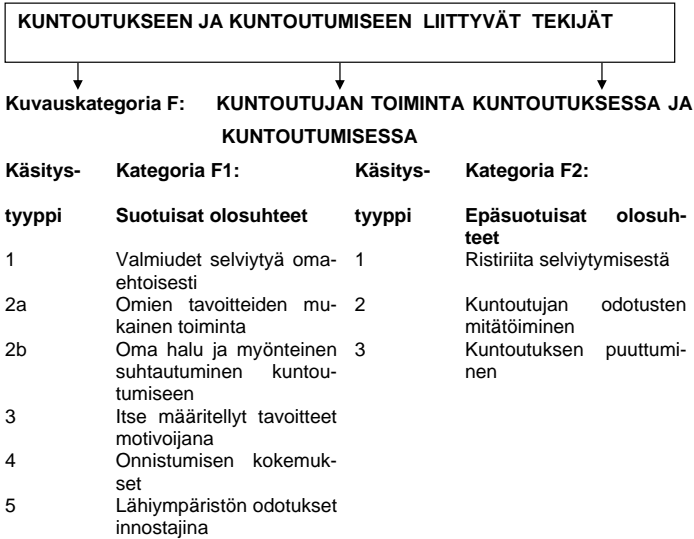 KUNTOUTUKSEEN JA KUNTOUTUMISEEN LIITTYVÄT TEKIJÄT
Kuvauskategoria F: KUNTOUTUJAN TOIMINTA KUNTOUTUKSESSA JA
KUNTOUTUMISESSA
Käsitys- Kategoria F1: Käsitys- Kategoria F2:
tyyppi Suotuisat olosuhteet tyyppi Epäsuotuisat olosuh-
teet
1 Valmiudet selviytyä oma- 1 Ristiriita selviytymisestä
ehtoisesti
2a Omien tavoitteiden mu- 2 Kuntoutujan odotusten
kainen toiminta mitätöiminen
2b Oma halu ja myönteinen 3 Kuntoutuksen puuttumi-
suhtautuminen kuntou- nen
tumiseen
3 Itse määritellyt tavoitteet
motivoijana
4 Onnistumisen kokemuk-
set
5 Lähiympäristön odotukset
innostajina